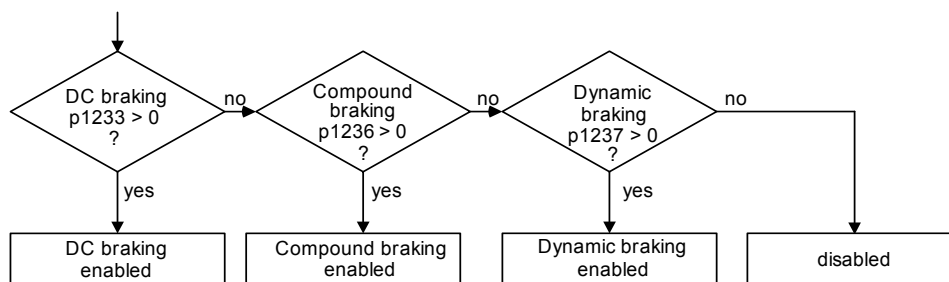 DC braking
p1233 > 0
?
no
Compound
braking
p1236 > 0
?
no
Dynamic
braking
p1237 > 0
?
no
yes
yes
yes
DC braking
enabled
Compound braking
enabled
Dynamic braking
enabled
disabled